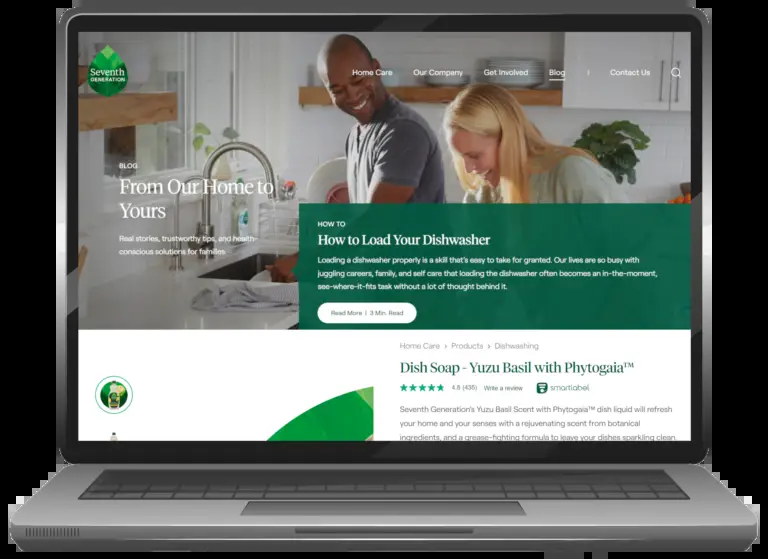 Seventh
GENERATION
Home Care
Our Company
Get Involved
Blog
|
Contact Us
BLOG
From Our Home to
Yours
Real stories, trustworthy tips, and health-
conscious solutions for families
HOW TO
How to Load Your Dishwasher
Loading a dishwasher properly is a skill that's easy to take for granted. Our lives are so busy with
juggling careers, family, and self care that loading the dishwasher often becomes an in-the-moment,
see-where-it-fits task without a lot of thought behind it.
Read More | 3 Min. Read
Home Care › Products › Dishwashing
Dish Soap - Yuzu Basil with Phytogaia™
4.8 (436) Write a review smartlabel
Seventh Generation's Yuzu Basil Scent with Phytogaia™ dish liquid will refresh
your home and your senses with a rejuvenating scent from botanical
ingredients, and a grease-fighting formula to leave your dishes sparkling clean.